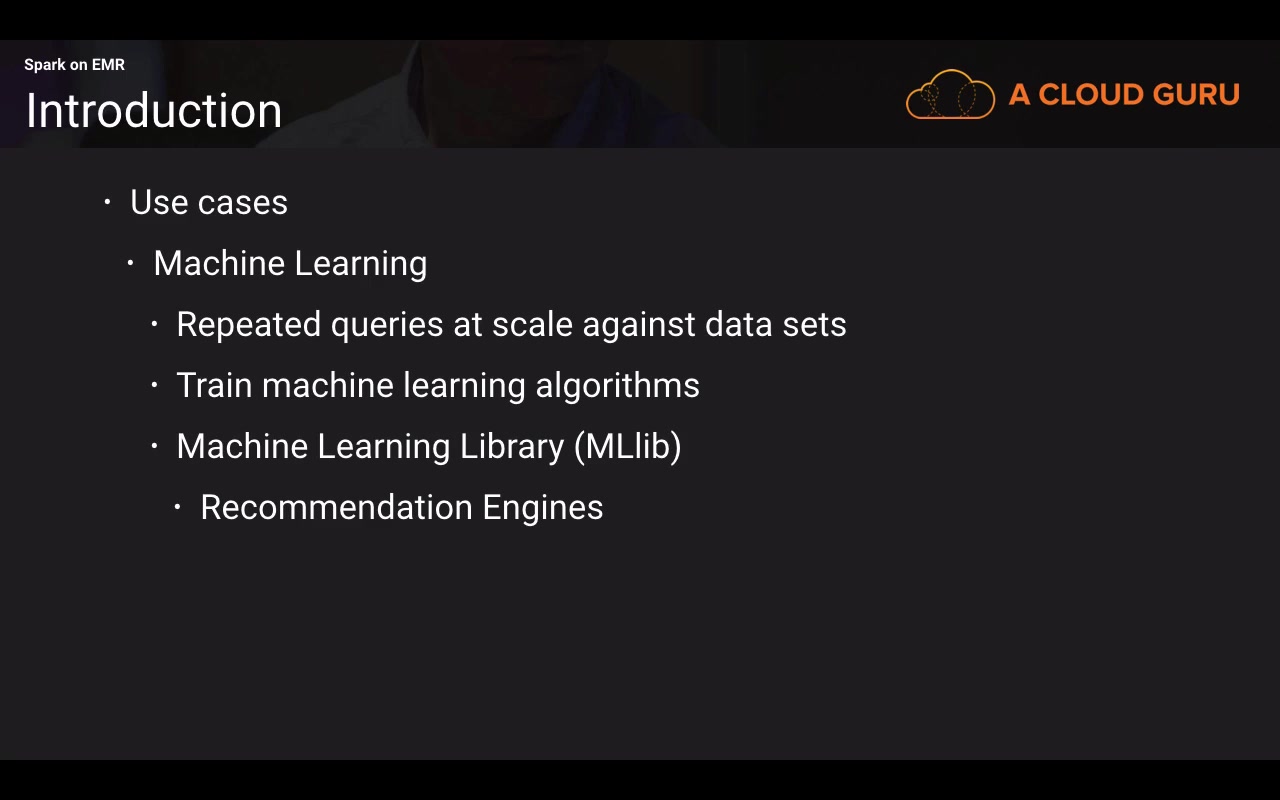 Spark on EMR
Introduction
A CLOUD GURU
· Use cases
· Machine Learning
· Repeated queries at scale against data sets
· Train machine learning algorithms
· Machine Learning Library (MLlib)
· Recommendation Engines